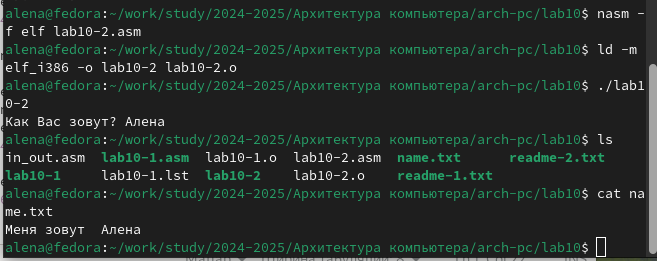 alena@fedora:~/work/study/2024-2025/Архитектура компьютера/arch-pc/lab10$ nasm -
f elf lab10-2.asm
alena@fedora:~/work/study/2024-2025/Архитектура компьютера/arch-pc/lab10$ ld -m
elf_i386 -o lab10-2 lab10-2.o
alena@fedora:~/work/study/2024-2025/Архитектура компьютера/arch-pc/lab10$ ./lab1
0-2
Как Вас зовут? Алена
alena@fedora:~/work/study/2024-2025/Архитектура компьютера/arch-pc/lab10$ ls
in_out.asm  lab10-1.asm  lab10-1.o  lab10-2.asm  name.txt  readme-2.txt
lab10-1  lab10-1.lst  lab10-2  lab10-2.o  readme-1.txt
alena@fedora:~/work/study/2024-2025/Архитектура компьютера/arch-pc/lab10$ cat na
me.txt
Меня зовут  Алена
alena@fedora:~/work/study/2024-2025/Архитектура компьютера/arch-pc/lab10$